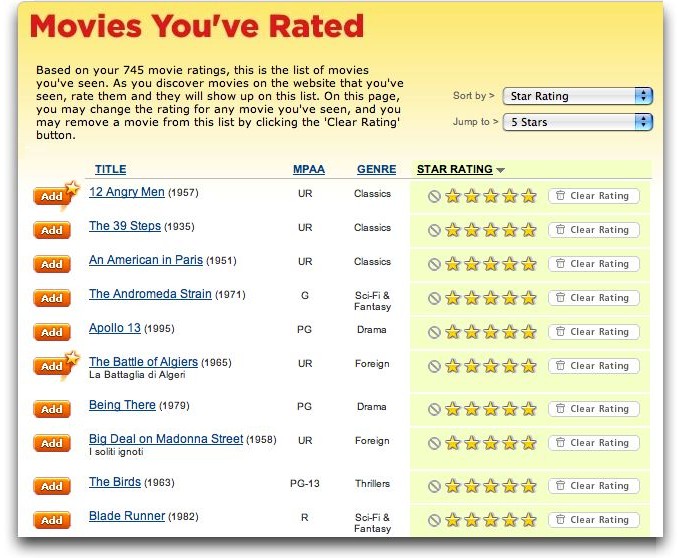 Movies You've Rated
Based on your 745 movie ratings, this is the list of movies
you've seen. As you discover movies on the website that you've
seen, rate them and they will show up on this list. On this page,
you may change the rating for any movie you've seen, and you
may remove a movie from this list by clicking the 'Clear Rating'
button.
Sort by > Star Rating
Jump to > 5 Stars
TITLE MPAA GENRE STAR RATING
Add 12 Angry Men (1957) UR Classics Clear Rating
Add The 39 Steps (1935) UR Classics Clear Rating
Add An American in Paris (1951) UR Classics Clear Rating
Add The Andromeda Strain (1971) G Sci-Fi & Clear Rating
Fantasy
Add Apollo 13 (1995) PG Drama Clear Rating
Add The Battle of Algiers (1965) UR Foreign Clear Rating
La Battaglia di Algeri
Add Being There (1979) PG Drama Clear Rating
Add Big Deal on Madonna Street (1958) UR Foreign Clear Rating
I soliti ignoti
Add The Birds (1963) PG-13 Thrillers Clear Rating
Add Blade Runner (1982) R Sci-Fi & Clear Rating
Fantasy